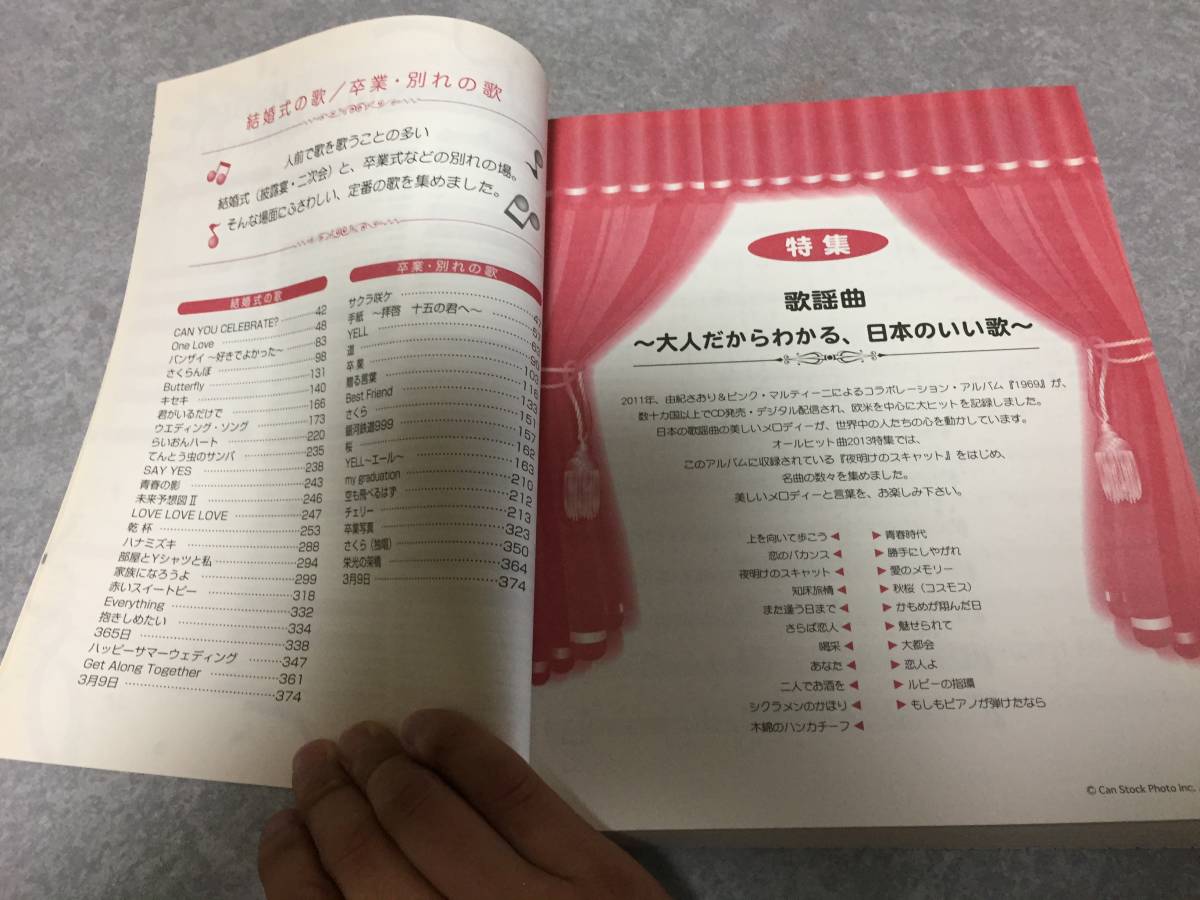 結婚式の歌／卒業・別れの歌
人前で歌を歌うことの多い
結婚式（披露宴・二次会）と、卒業式などの別れの場。
そんな場面にふさわしい、定番の歌を集めました。
結婚式の歌
CAN YOU CELEBRATE? 42
One Love 48
バンザイ ～好きでよかった～ 83
さくらんぼ 98
Butterfly 131
キセキ 140
君がいるだけで 166
ウエディング・ソング 173
らいおんハート 220
てんとう虫のサンバ 235
SAY YES 238
青春の影 243
未来予想図Ⅱ 246
LOVE LOVE LOVE 247
乾杯 253
ハナミズキ 288
部屋とYシャツと私 294
家族になろうよ 299
赤いスイートピー 318
Everything 332
抱きしめたい 334
365日 338
ハッピーサマーウェディング 347
Get Along Together 361
3月9日 374
卒業・別れの歌
サクラ咲ケ 47
手紙 ～拝啓 十五の君へ～ 57
YELL
道
卒業 103
贈る言葉 116
Best Friend 133
さくら 151
銀河鉄道999 157
桜 162
YELL～エール～ 163
my graduation 210
空も飛べるはず 212
チェリー 213
卒業写真 323
さくら（独唱） 350
栄光の架橋 364
3月9日 374
特集
歌謡曲
～大人だからわかる、日本のいい歌～
2011年、由紀さおり＆ピンク・マルティーニによるコラボレーション・アルバム『1969』が、
数十カ国以上でCD発売・デジタル配信され、欧米を中心に大ヒットを記録しました。
日本の歌謡曲の美しいメロディーが、世界中の人たちの心を動かしています。
オールヒット曲2013特集では、
このアルバムに収録されている『夜明けのスキャット』をはじめ、
名曲の数々を集めました。
美しいメロディーと言葉を、お楽しみ下さい。
上を向いて歩こう ◀
恋のバカンス ◀
夜明けのスキャット ◀
知床旅情 ◀
また逢う日まで ◀
さらば恋人 ◀
喝采 ◀
あなた ◀
二人でお酒を ◀
シクラメンのかほり ◀
木綿のハンカチーフ ◀
▶ 青春時代
▶ 勝手にしやがれ
▶ 愛のメモリー
▶ 秋桜（コスモス）
▶ かもめが翔んだ日
▶ 魅せられて
▶ 大都会
▶ 恋人よ
▶ ルビーの指環
▶ もしもピアノが弾けたなら
© Can Stock Photo Inc.